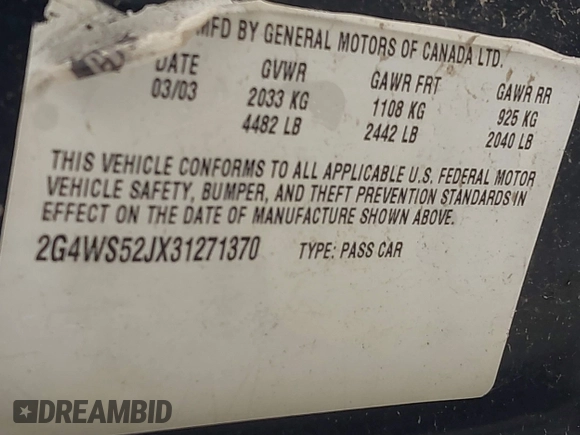 MFD BY GENERAL MOTORS OF CANADA LTD.
DATE GVWR GAWR FRT GAWR RR
03/03 2033 KG 1108 KG 925 KG
4482 LB 2442 LB 2040 LB
THIS VEHICLE CONFORMS TO ALL APPLICABLE U.S. FEDERAL MOTOR
VEHICLE SAFETY, BUMPER, AND THEFT PREVENTION STANDARDS IN
EFFECT ON THE DATE OF MANUFACTURE SHOWN ABOVE.
2G4WS52JX31271370 TYPE: PASS CAR
DREAMBID